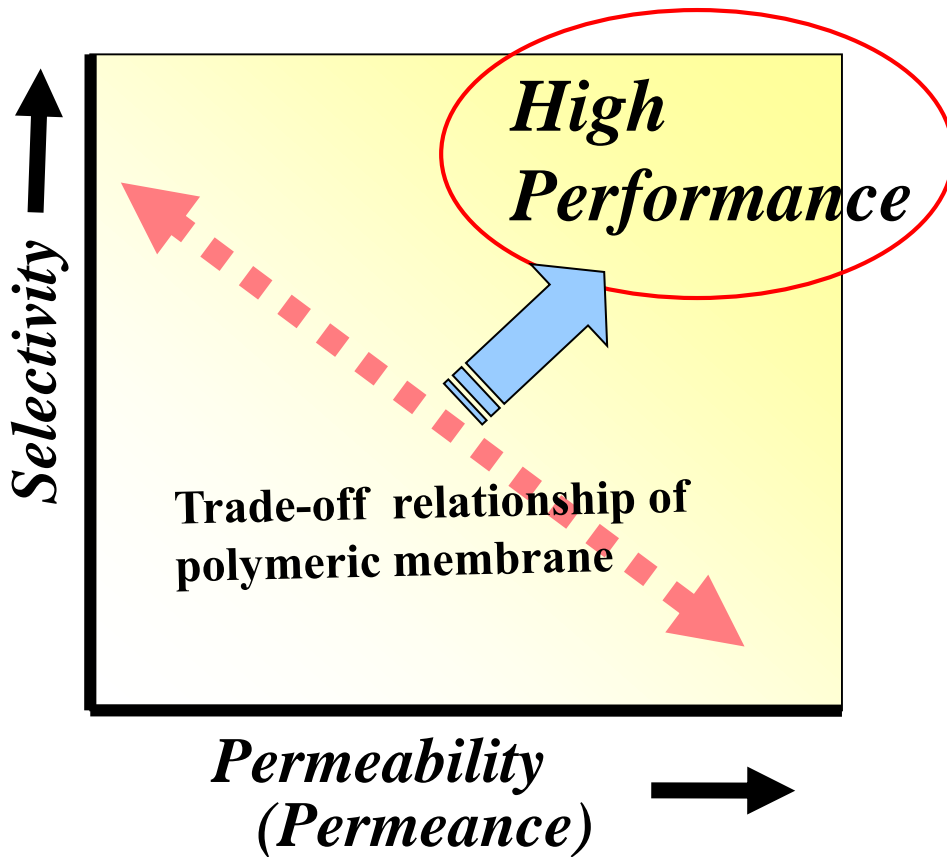 High
Performance
Selectivity
Trade-off relationship of
polymeric membrane
Permeability
(Permeance)